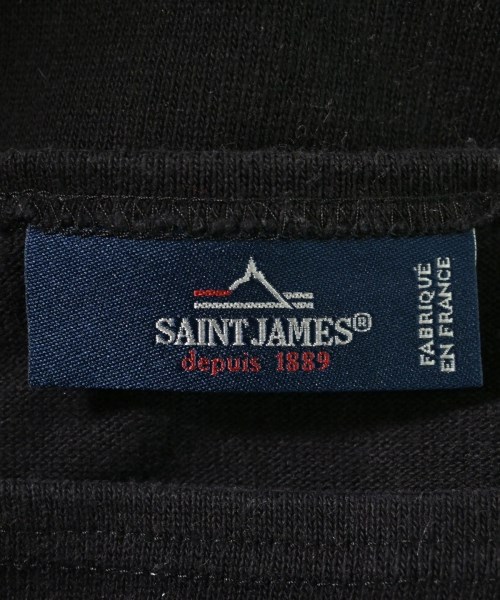 SAINT JAMES®
depuis 1889
FABRIQUÉ
EN FRANCE